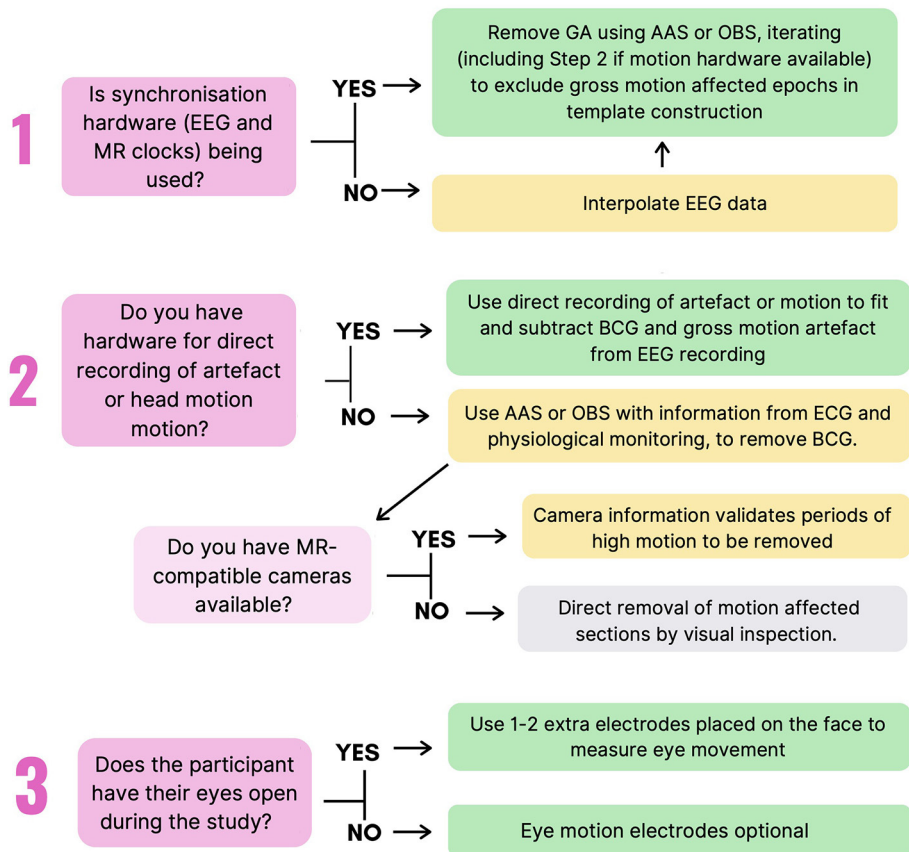 1
Is synchronisation
hardware (EEG and
MR clocks) being
used?
YES
NO
Remove GA using AAS or OBS, iterating
(including Step 2 if motion hardware available)
to exclude gross motion affected epochs in
template construction
Interpolate EEG data
2
Do you have
hardware for direct
recording of artefact
or head motion
motion?
YES
NO
Use direct recording of artefact or motion to fit
and subtract BCG and gross motion artefact
from EEG recording
Use AAS or OBS with information from ECG and
physiological monitoring, to remove BCG.
Do you have MR-
compatible cameras
available?
YES
NO
Camera information validates periods of
high motion to be removed
Direct removal of motion affected
sections by visual inspection.
3
Does the participant
have their eyes open
during the study?
YES
NO
Use 1-2 extra electrodes placed on the face to
measure eye movement
Eye motion electrodes optional